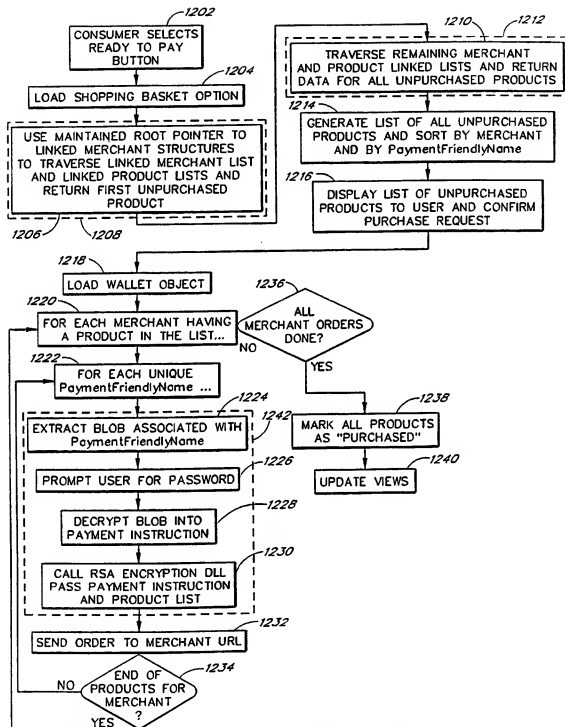 1202
CONSUMER SELECTS
READY TO PAY
BUTTON
1204
LOAD SHOPPING BASKET OPTION
USE MAINTAINED ROOT POINTER TO
LINKED MERCHANT STRUCTURES
TO TRAVERSE LINKED MERCHANT LIST
AND LINKED PRODUCT LISTS AND
RETURN FIRST UNPURCHASED
PRODUCT
1206
1208
1210
1212
TRAVERSE REMAINING MERCHANT
AND PRODUCT LINKED LISTS AND RETURN
DATA FOR ALL UNPURCHASED PRODUCTS
1214
GENERATE LIST OF ALL UNPURCHASED
PRODUCTS AND SORT BY MERCHANT
AND BY PaymentFriendlyName
1216
DISPLAY LIST OF UNPURCHASED
PRODUCTS TO USER AND CONFIRM
PURCHASE REQUEST
1218
LOAD WALLET OBJECT
1220
FOR EACH MERCHANT HAVING
A PRODUCT IN THE LIST...
1222
FOR EACH UNIQUE
PaymentFriendlyName ...
1224
1242
EXTRACT BLOB ASSOCIATED WITH
PaymentFriendlyName
1226
PROMPT USER FOR PASSWORD
1228
DECRYPT BLOB INTO
PAYMENT INSTRUCTION
1230
CALL RSA ENCRYPTION DLL
PASS PAYMENT INSTRUCTION
AND PRODUCT LIST
1232
SEND ORDER TO MERCHANT URL
1234
END OF
PRODUCTS FOR
MERCHANT
?
NO
YES
1236
ALL
MERCHANT ORDERS
DONE?
NO
YES
1238
MARK ALL PRODUCTS
AS "PURCHASED"
1240
UPDATE VIEWS